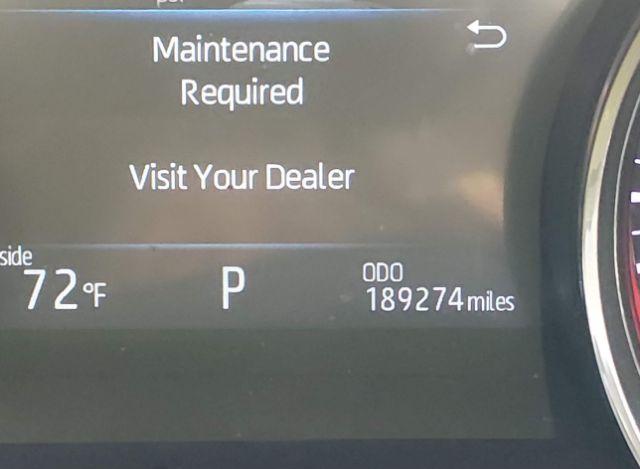 Maintenance
Required
Visit Your Dealer
side
72°F
P
ODO
189274 miles